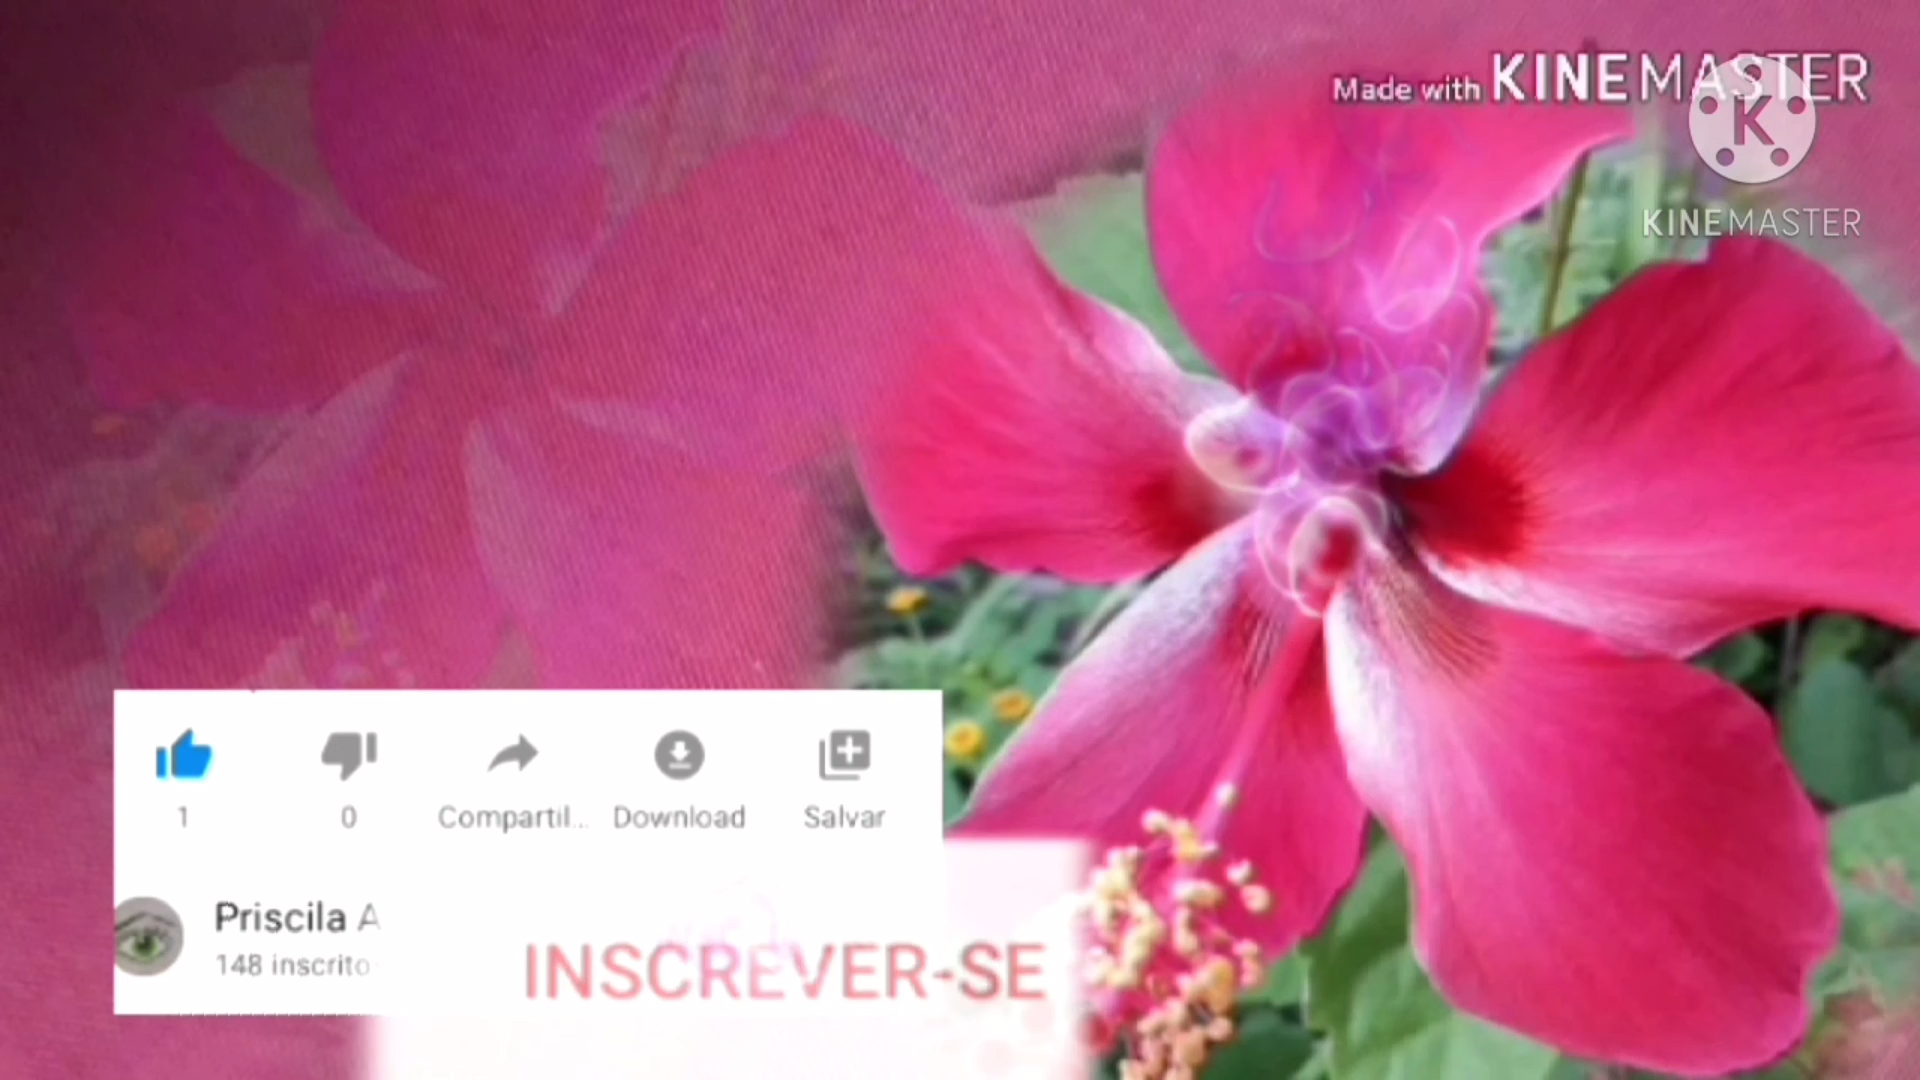 Made with KINEMASTER
K
KINEMASTER
1
0
Compartil...
Download
Salvar
Priscila A
148 inscrito
INSCREVER-SE